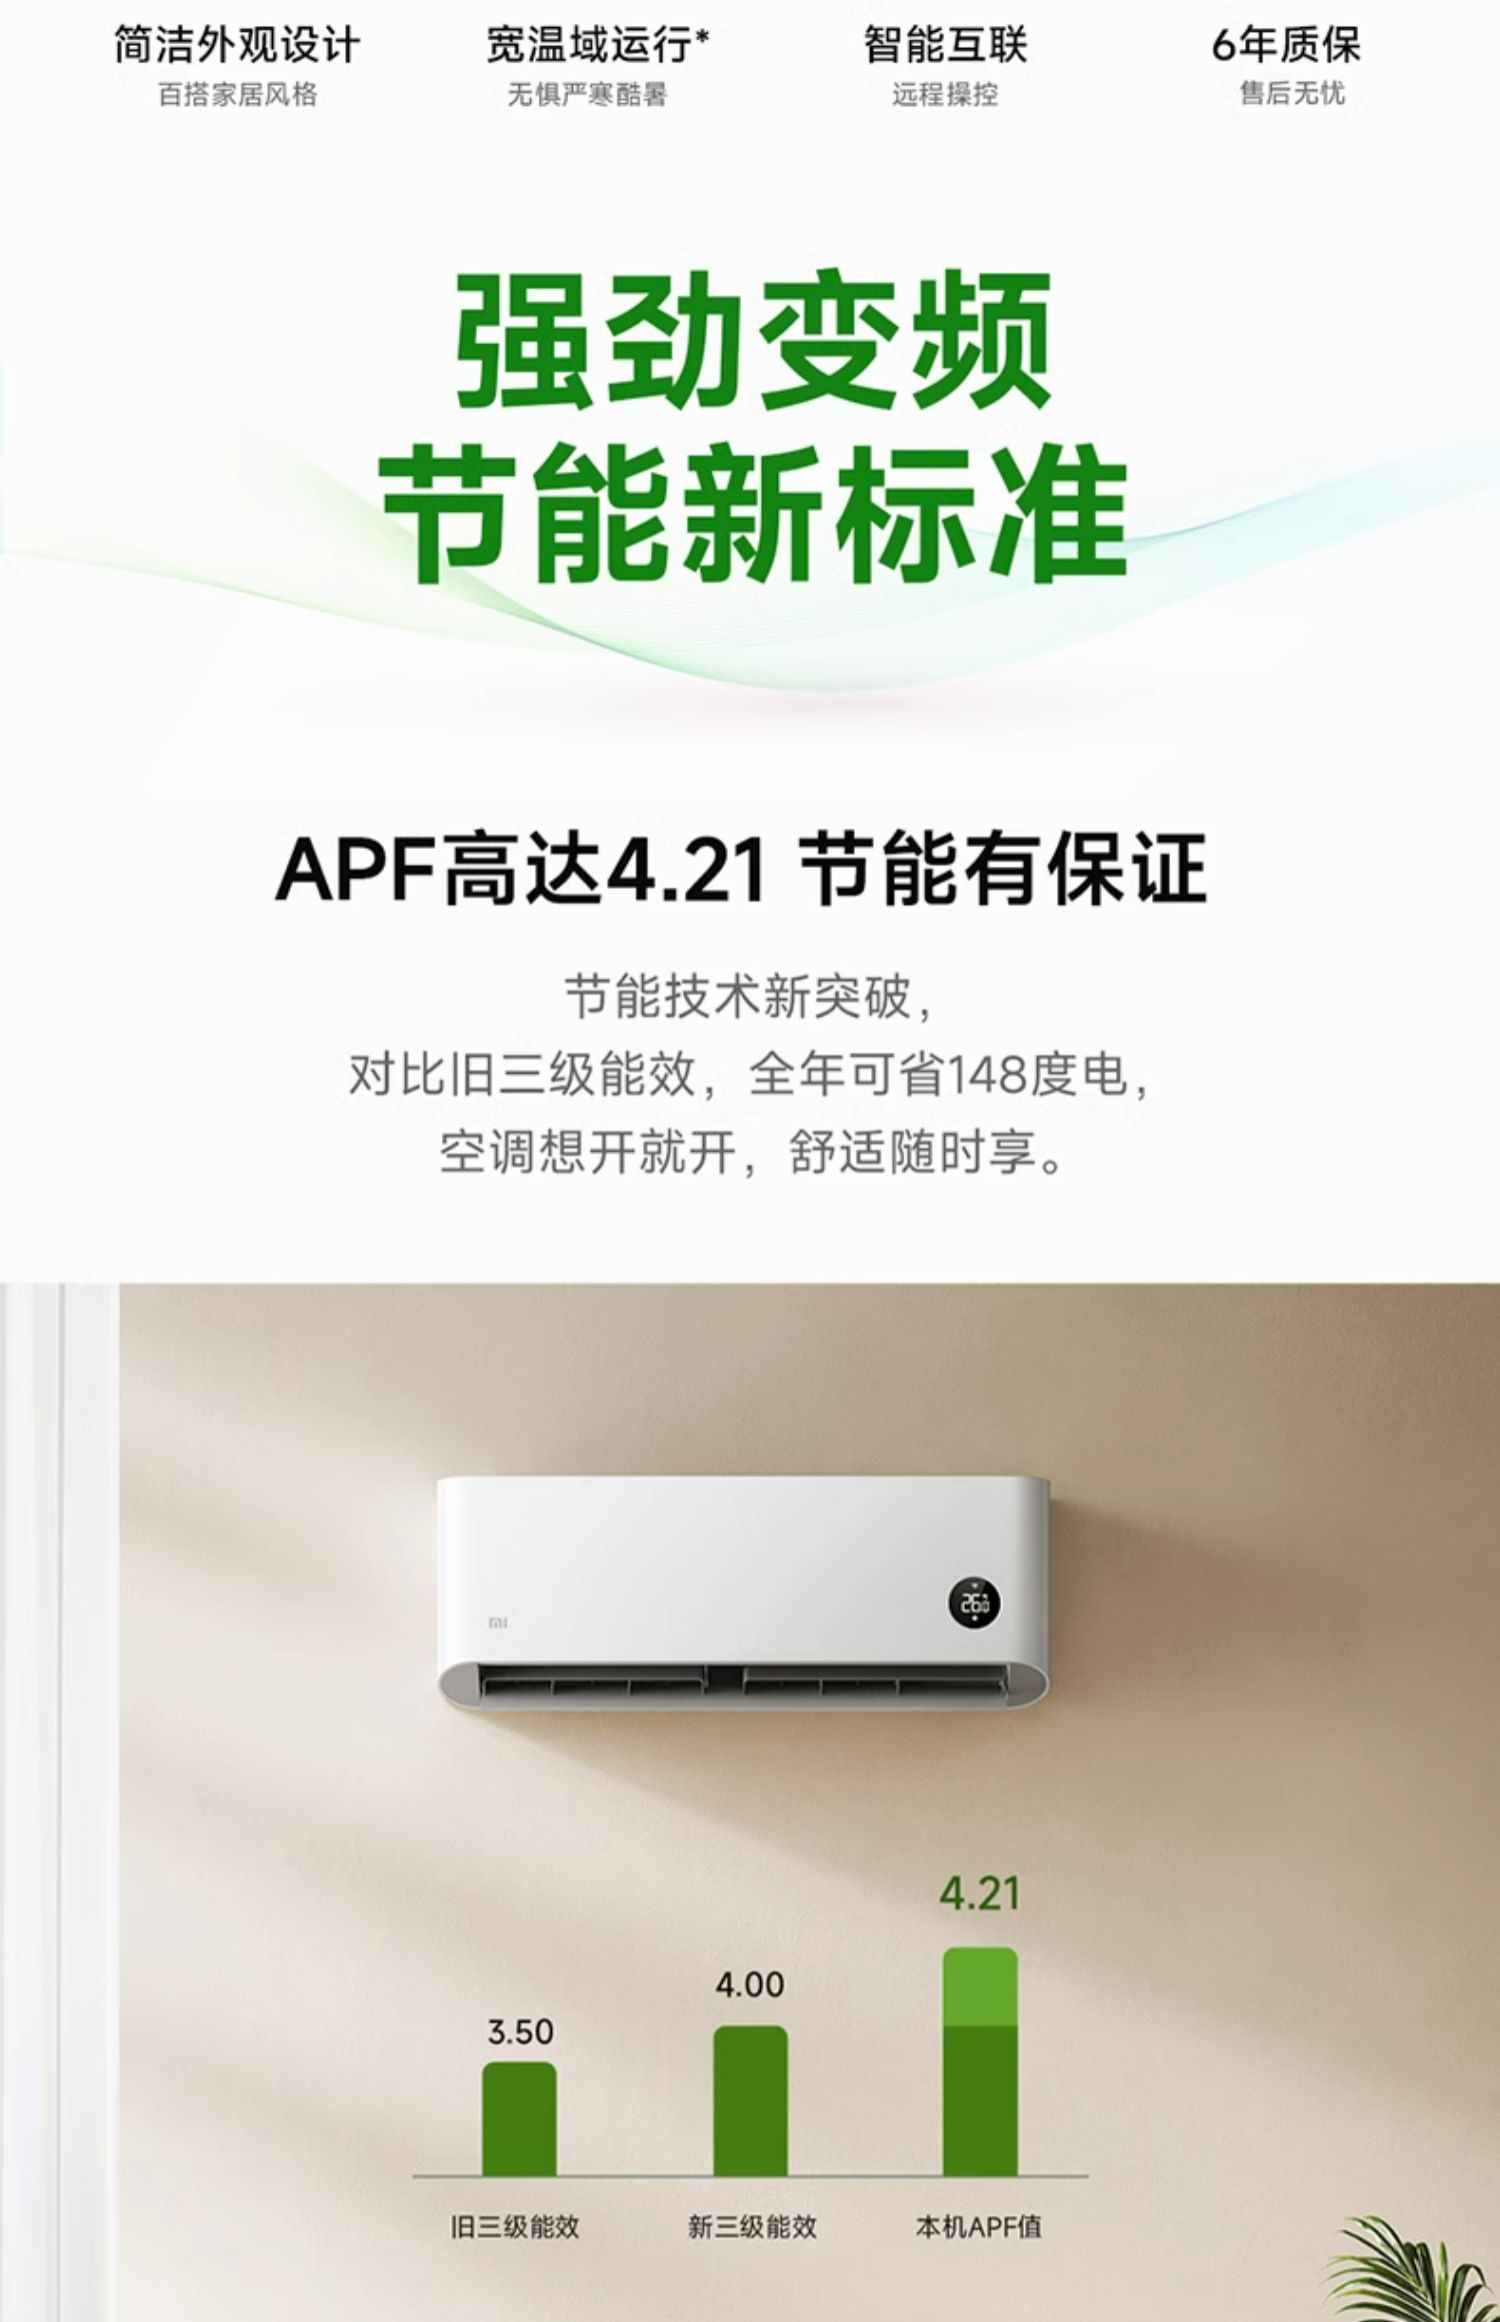 简洁外观设计 宽温域运行* 智能互联 6年质保
百搭家居风格 无惧严寒酷暑 远程操控 售后无忧
强劲变频
节能新标准
APF高达4.21 节能有保证
节能技术新突破，
对比旧三级能效，全年可省148度电，
空调想开就开，舒适随时享。
mi
26
4.21
4.00
3.50
旧三级能效 新三级能效 本机APF值